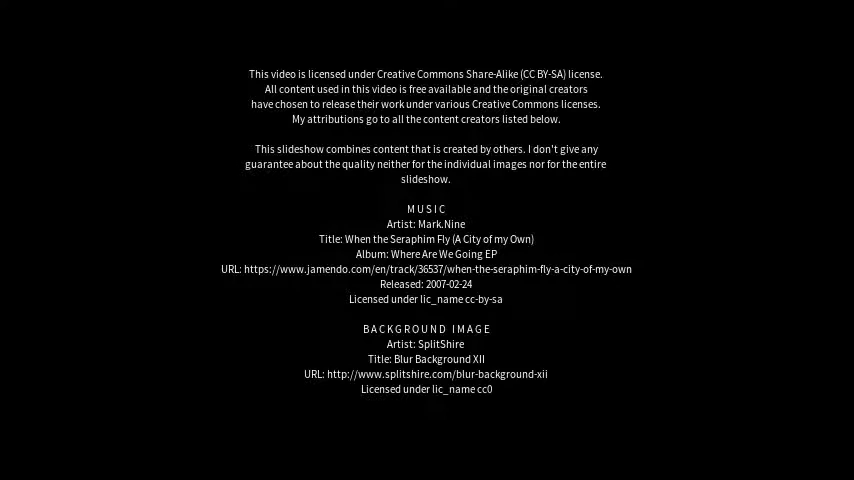 This video is licensed under Creative Commons Share-Alike (CC BY-SA) license.
All content used in this video is free available and the original creators
have chosen to release their work under various Creative Commons licenses.
My attributions go to all the content creators listed below.
This slideshow combines content that is created by others. I don't give any
guarantee about the quality neither for the individual images nor for the entire
slideshow.
M U S I C
Artist: Mark.Nine
Title: When the Seraphim Fly (A City of my Own)
Album: Where Are We Going EP
URL: https://www.jamendo.com/en/track/36537/when-the-seraphim-fly-a-city-of-my-own
Released: 2007-02-24
Licensed under lic_name cc-by-sa
B A C K G R O U N D   I M A G E
Artist: SplitShire
Title: Blur Background XII
URL: http://www.splitshire.com/blur-background-xii
Licensed under lic_name cc0